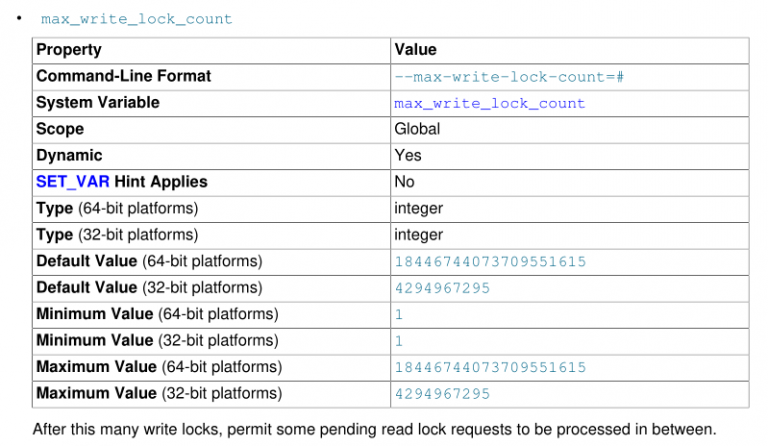 • max_write_lock_count
Property Value
Command-Line Format --max-write-lock-count=#
System Variable max_write_lock_count
Scope Global
Dynamic Yes
SET_VAR Hint Applies No
Type (64-bit platforms) integer
Type (32-bit platforms) integer
Default Value (64-bit platforms) 18446744073709551615
Default Value (32-bit platforms) 4294967295
Minimum Value (64-bit platforms) 1
Minimum Value (32-bit platforms) 1
Maximum Value (64-bit platforms) 18446744073709551615
Maximum Value (32-bit platforms) 4294967295
After this many write locks, permit some pending read lock requests to be processed in between.